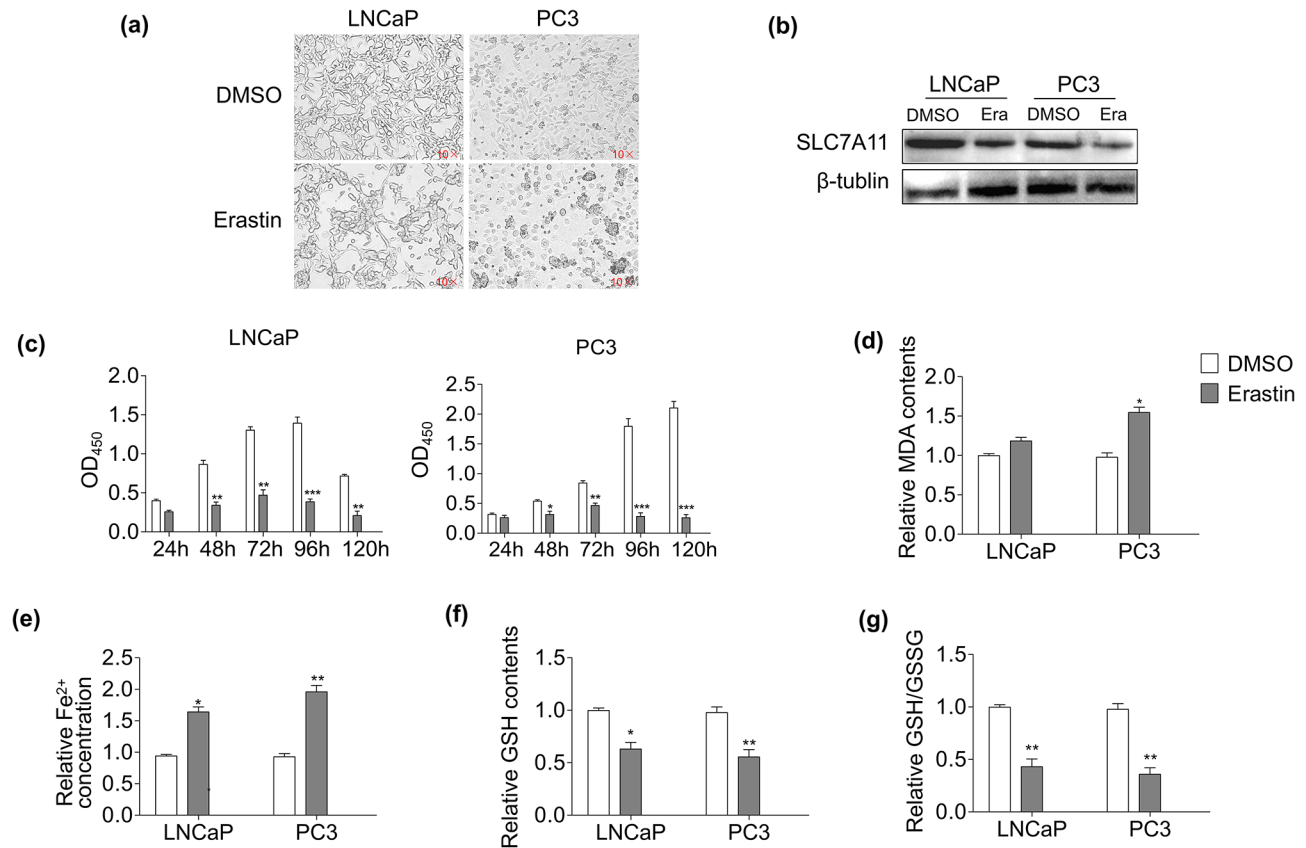 (a)
LNCaP PC3
DMSO
10× 10×
Erastin
10× 10×
(b)
LNCaP PC3
DMSO Era DMSO Era
SLC7A11
β-tublin
(c)
LNCaP
OD450
2.0
1.5
1.0
0.5
0.0
** ** *** **
24h 48h 72h 96h 120h
PC3
OD450
2.5
2.0
1.5
1.0
0.5
0.0
* ** *** ***
24h 48h 72h 96h 120h
(d)
Relative MDA contents
2.0
1.5
1.0
0.5
0.0
*
LNCaP PC3
DMSO
Erastin
(e)
Relative Fe2+
concentration
2.5
2.0
1.5
1.0
0.5
0.0
* **
LNCaP PC3
(f)
Relative GSH contents
1.5
1.0
0.5
0.0
* **
LNCaP PC3
(g)
Relative GSH/GSSG
1.5
1.0
0.5
0.0
** **
LNCaP PC3